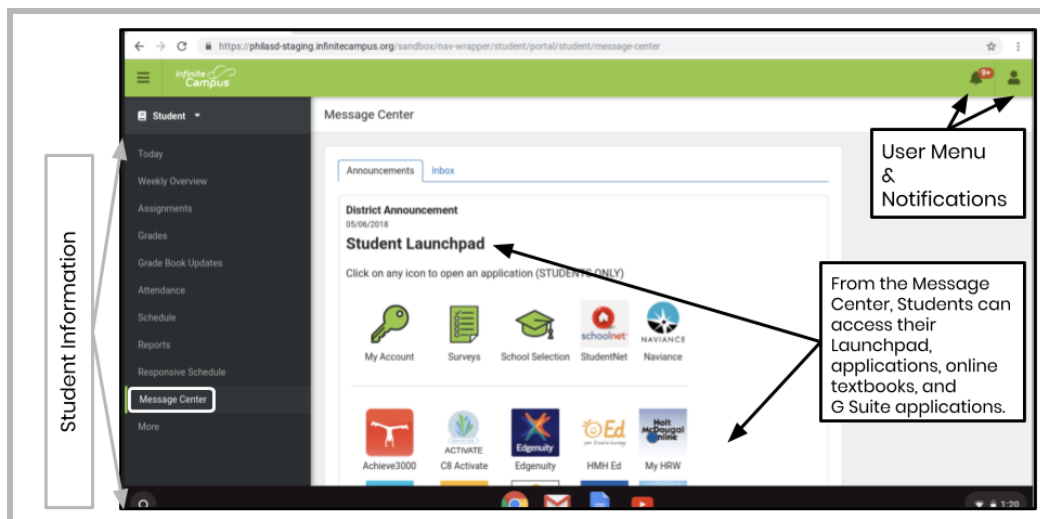 https://philasd-staging.infinitecampus.org/sandbox/nav-wrapper/student/portal/student/message-center
Infinite
Campus
9+
Student
Message Center
User Menu
&
Notifications
Student Information
Today
Weekly Overview
Assignments
Grades
Grade Book Updates
Attendance
Schedule
Reports
Responsive Schedule
Message Center
More
Announcements
Inbox
District Announcement
05/06/2018
Student Launchpad
Click on any icon to open an application (STUDENTS ONLY)
schoolnet
NAVIANCE
My Account
Surveys
School Selection
StudentNet
Naviance
From the Message
Center, Students can
access their
Launchpad,
applications, online
textbooks, and
G Suite applications.
ACTIVATE
Edgenuity
Ed
Holt
McDougal
Online
Achieve3000
C8 Activate
Edgenuity
HMH Ed
My HRW
1:20